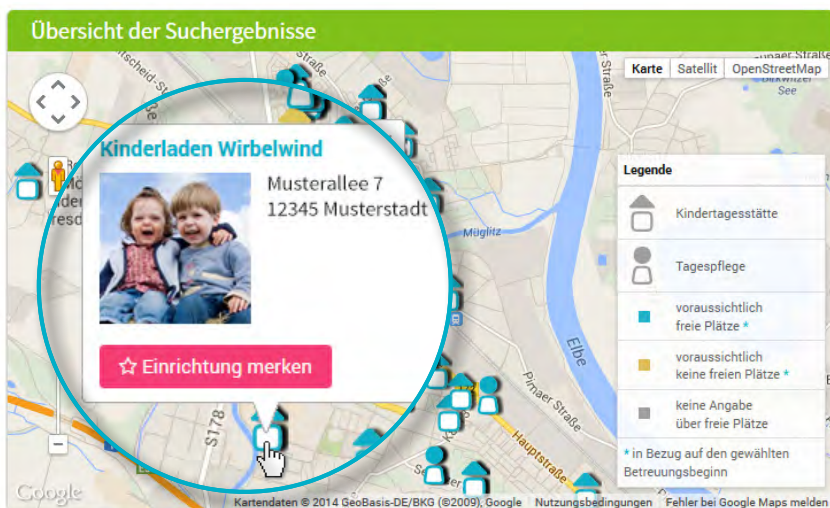 Übersicht der Suchergebnisse
Karte
Satellit
OpenStreetMap
See
Kinderladen Wirbelwind
Musterallee 7
12345 Musterstadt
Einrichtung merken
Legende
Kindertagesstätte
Tagespflege
voraussichtlich
freie Plätze *
voraussichtlich
keine freien Plätze *
keine Angabe
über freie Plätze
* in Bezug auf den gewählten
Betreuungsbeginn
Müglitz
Elbe
Pirnaer Straße
Hauptstraße
S178
Google
Kartendaten © 2014 GeoBasis-DE/BKG (©2009), Google
Nutzungsbedingungen
Fehler bei Google Maps melden